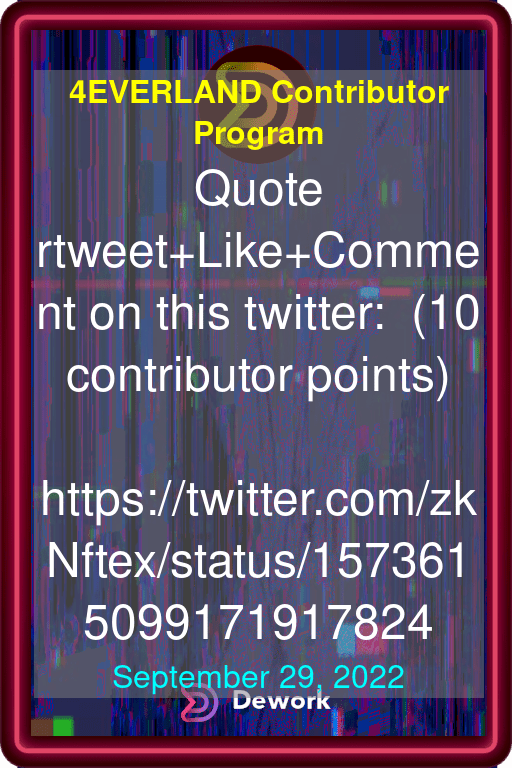 4EVERLAND Contributor
Program
Quote
rtweet+Like+Comme
nt on this twitter:  (10
contributor points)
https://twitter.com/zk
Nftex/status/157361
5099171917824
September 29, 2022
Dework